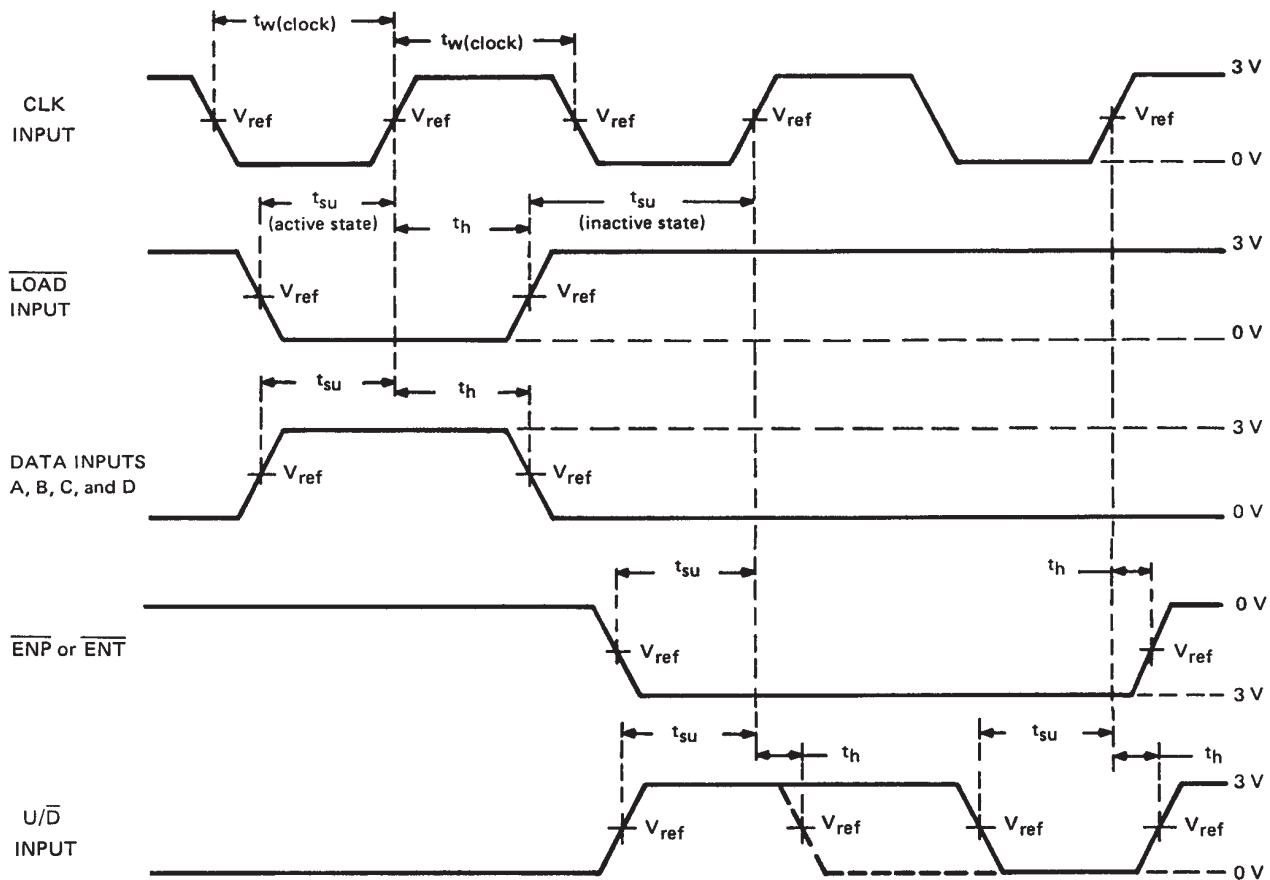 tw(clock)
tw(clock)
3 V
CLK
INPUT
Vref
Vref
Vref
Vref
Vref
0 V
tsu
(active state)
th
tsu
(inactive state)
3 V
LOAD
INPUT
Vref
Vref
0 V
tsu
th
3 V
DATA INPUTS
A, B, C, and D
Vref
Vref
0 V
tsu
th
0 V
ENP or ENT
Vref
Vref
3 V
tsu
th
tsu
th
3 V
U/D
INPUT
Vref
Vref
Vref
Vref
0 V